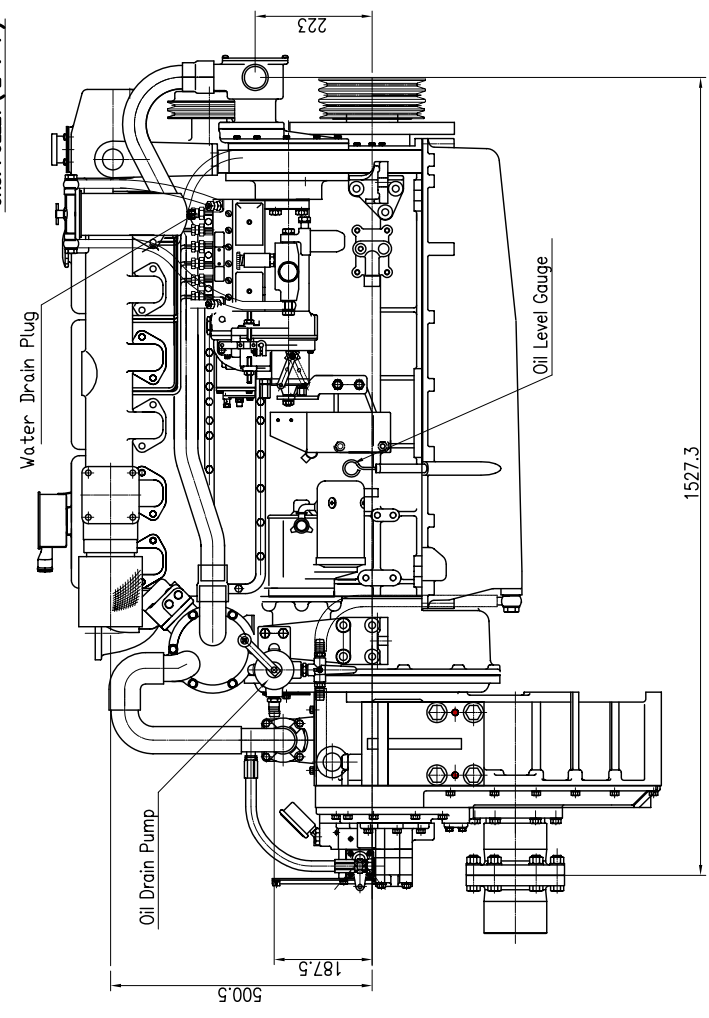 223
Water Drain Plug
Oil Level Gauge
1527.3
Oil Drain Pump
187.5
500.5